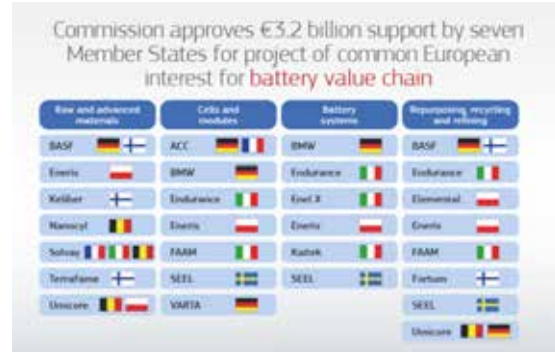 Commission approves €3.2 billion support by seven
Member States for project of common European
interest for battery value chain
Raw and advanced
materials
Cells and
modules
Battery
systems
Repurposing, recycling
and refining
BASF
ACC
BMW
BASF
Eneris
BMW
Endurance
Endurance
Keliber
Endurance
Enel X
Elemental
Nanocyl
Eneris
Eneris
Eneris
Solvay
FAAM
Kaitek
FAAM
Terrafame
SEEL
SEEL
Fortum
Umicore
VARTA
SEEL
Umicore